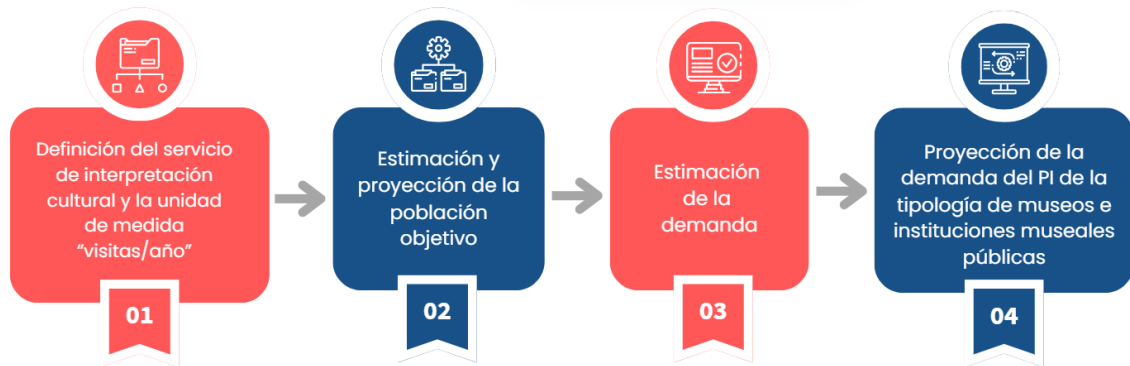 Definición del servicio
de interpretación
cultural y la unidad
de medida
“visitas/año”
01
Estimación y
proyección de la
población
objetivo
02
Estimación
de la
demanda
03
Proyección de la
demanda del PI de la
tipología de museos e
instituciones museales
públicas
04